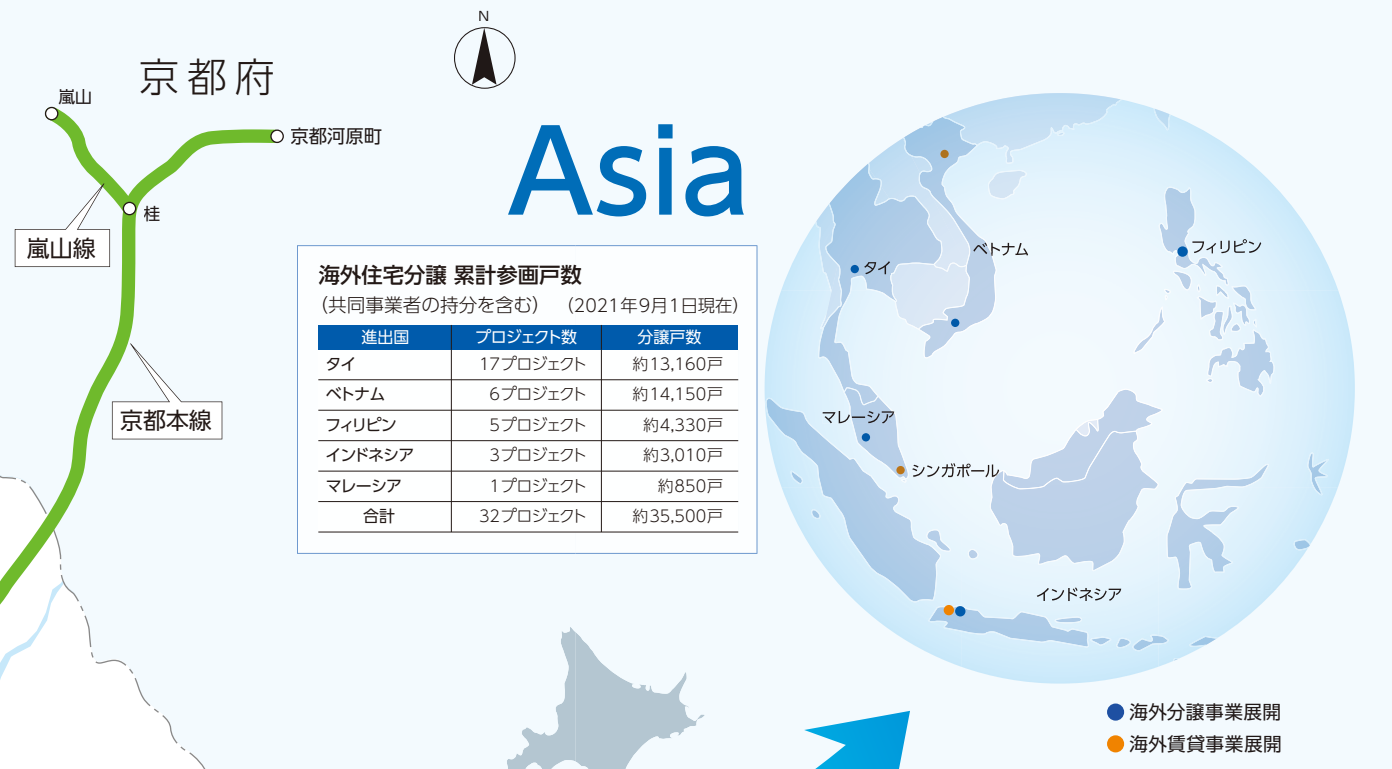 N
京都府
嵐山
京都河原町
桂
嵐山線
京都本線
Asia
海外住宅分譲 累計参画戸数
（共同事業者の持分を含む） （2021年9月1日現在）
進出国 プロジェクト数 分譲戸数
タイ 17プロジェクト 約13,160戸
ベトナム 6プロジェクト 約14,150戸
フィリピン 5プロジェクト 約4,330戸
インドネシア 3プロジェクト 約3,010戸
マレーシア 1プロジェクト 約850戸
合計 32プロジェクト 約35,500戸
ベトナム
フィリピン
タイ
マレーシア
シンガポール
インドネシア
海外分譲事業展開
海外賃貸事業展開